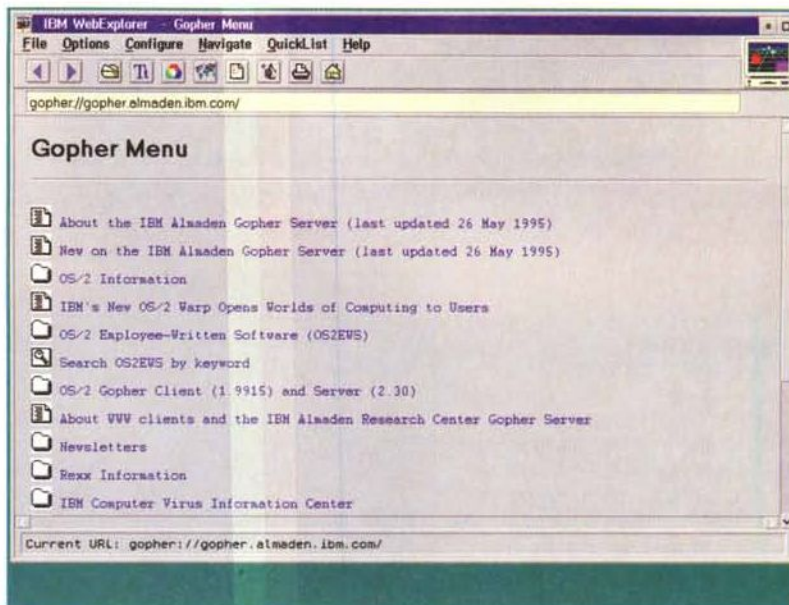 IBM WebExplorer - Gopher Menu
File Options Configure Navigate QuickList Help
gopher://gopher.almaden.ibm.com/
Gopher Menu
About the IBM Almaden Gopher Server (last updated 26 May 1995)
New on the IBM Almaden Gopher Server (last updated 26 May 1995)
OS/2 Information
IBM's New OS/2 Warp Opens Worlds of Computing to Users
OS/2 Employee-Written Software (OS2EWS)
Search OS2EWS by keyword
OS/2 Gopher Client (1.9915) and Server (2.30)
About WWW clients and the IBM Almaden Research Center Gopher Server
Newsletters
Rexx Information
IBM Computer Virus Information Center
Current URL: gopher://gopher.almaden.ibm.com/